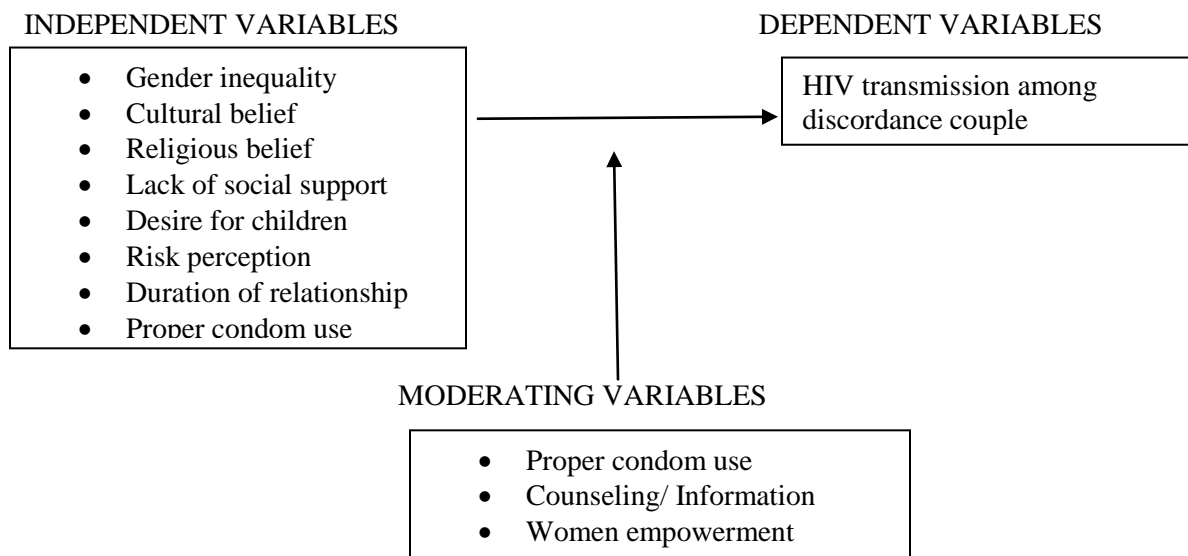 INDEPENDENT VARIABLES
• Gender inequality
• Cultural belief
• Religious belief
• Lack of social support
• Desire for children
• Risk perception
• Duration of relationship
• Proper condom use
DEPENDENT VARIABLES
HIV transmission among
discordance couple
MODERATING VARIABLES
• Proper condom use
• Counseling/ Information
• Women empowerment